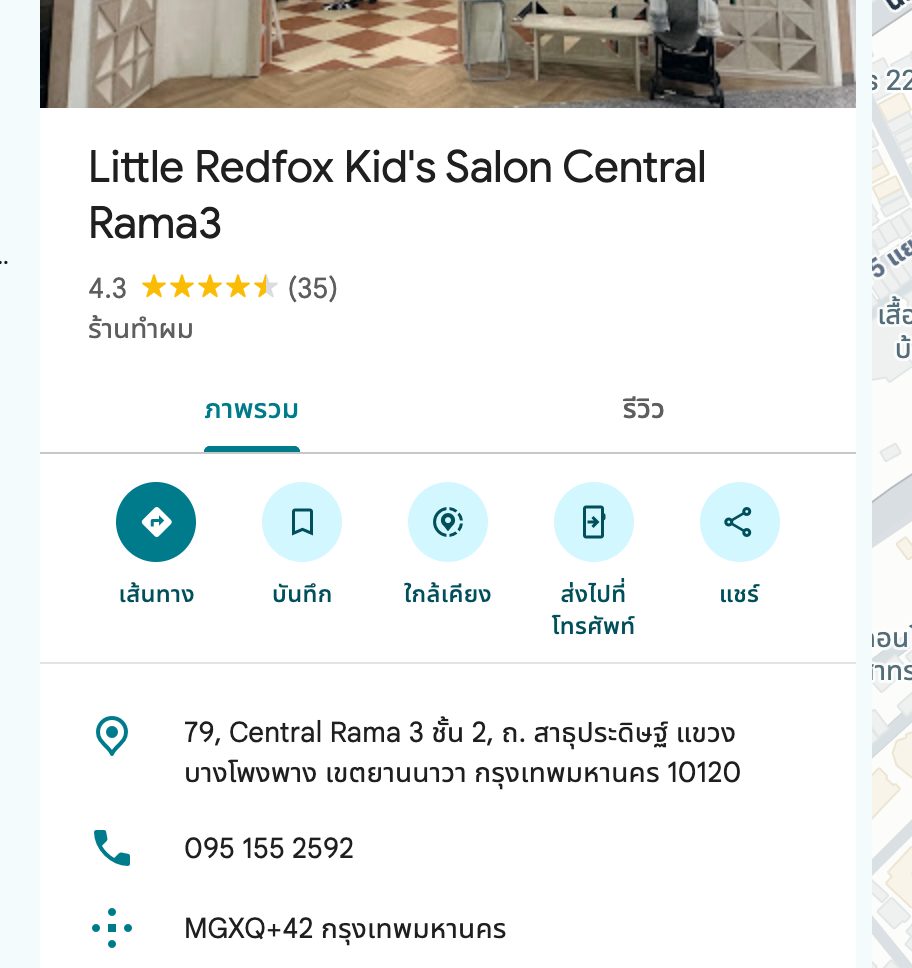 Little Redfox Kid's Salon Central
Rama3
4.3 (35)
ร้านทำผม
ภาพรวม
รีวิว
เส้นทาง
บันทึก
ใกล้เคียง
ส่งไปที่
โทรศัพท์
แชร์
79, Central Rama 3 ชั้น 2, ถ. สาธุประดิษฐ์ แขวง
บางโพงพาง เขตยานนาวา กรุงเทพมหานคร 10120
095 155 2592
MGXQ+42 กรุงเทพมหานคร
22